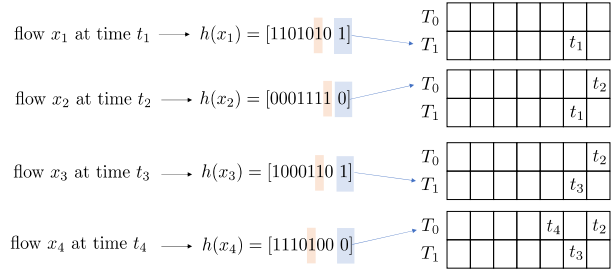 T₀
flow x₁ at time t₁ → h(x₁) = [1101010 1] T₁ t₁
flow x₂ at time t₂ → h(x₂) = [0001111 0] T₀ t₂
T₁ t₁
T₀ t₂
flow x₃ at time t₃ → h(x₃) = [1000110 1] T₁ t₃
flow x₄ at time t₄ → h(x₄) = [1110100 0] T₀ t₄ t₂
T₁ t₃